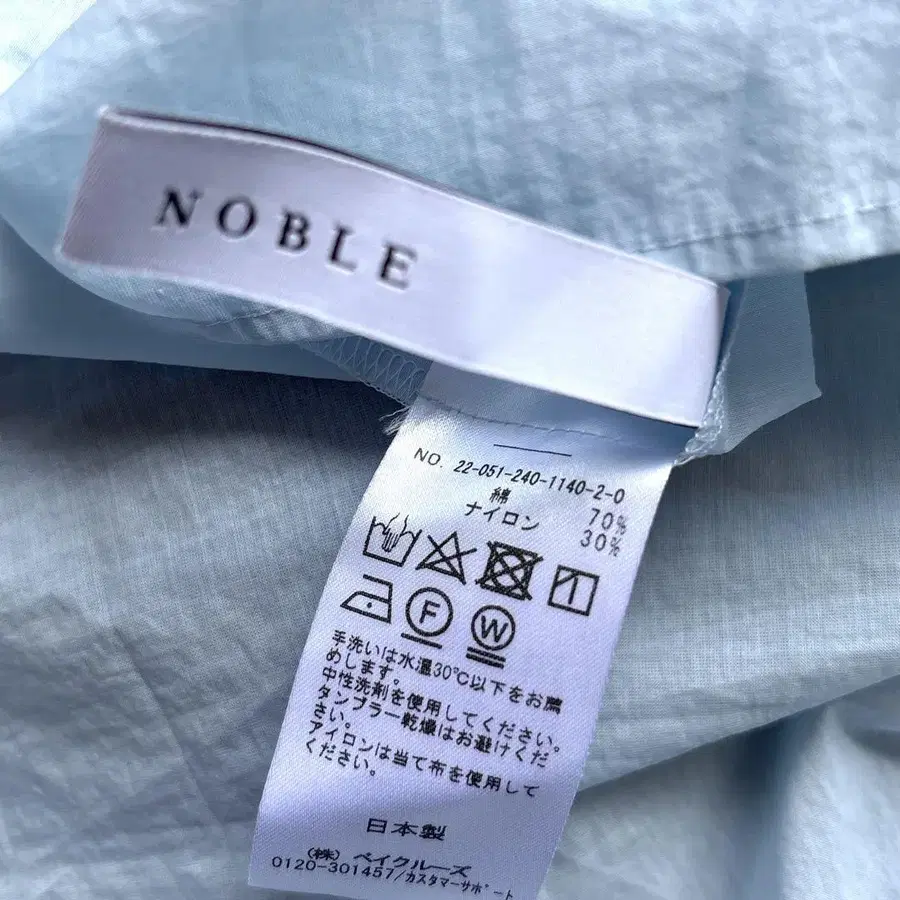 NOBLE
NO. 22-051-240-1140-2-0
綿 70%
ナイロン 30%
F W
手洗いは水温30℃以下をお薦
めします。
中性洗剤を使用してください。
タンブラー乾燥はお避けくだ
さい。
アイロンは当て布を使用して
ください。
日本製
(株) ベイクルーズ
0120-301457/カスタマーサポート